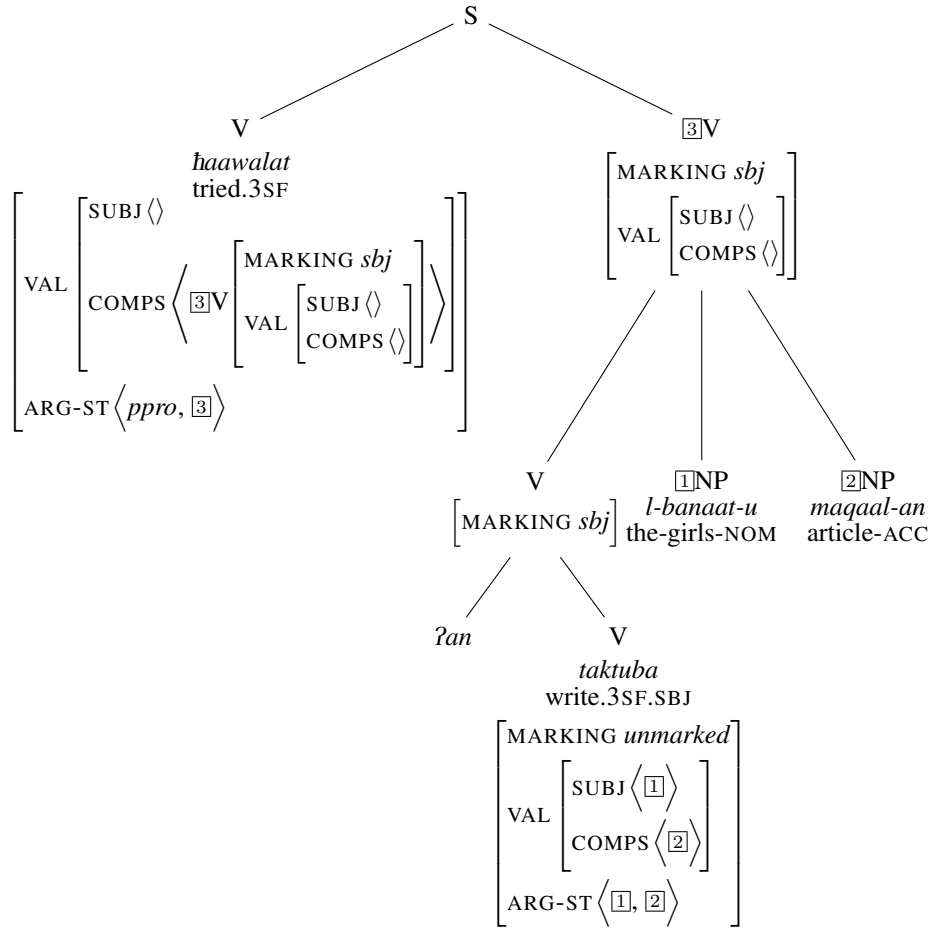 S
V
ħaawalat
tried.3SF
[VAL [SUBJ ⟨⟩
COMPS ⟨[3]V [MARKING sbj
VAL [SUBJ ⟨⟩
COMPS ⟨⟩]]⟩]
ARG-ST ⟨ppro, [3]⟩]
[3]V
[MARKING sbj
VAL [SUBJ ⟨⟩
COMPS ⟨⟩]]
V
[MARKING sbj]
[1]NP
l-banaat-u
the-girls-NOM
[2]NP
maqaal-an
article-ACC
ʔan
V
taktuba
write.3SF.SBJ
[MARKING unmarked
VAL [SUBJ ⟨[1]⟩
COMPS ⟨[2]⟩]
ARG-ST ⟨[1], [2]⟩]